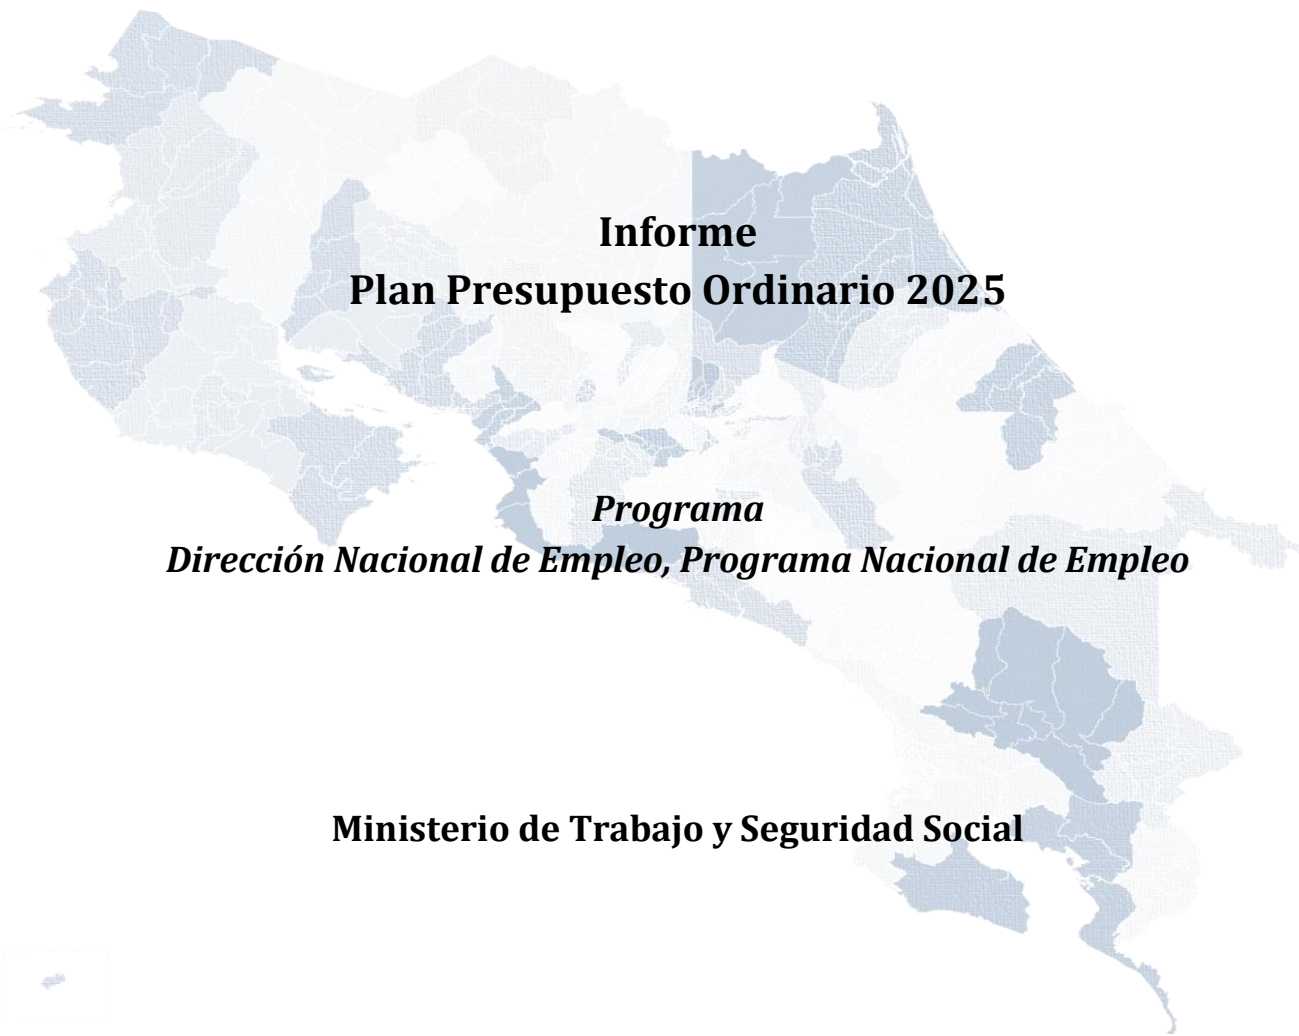 Informe
Plan Presupuesto Ordinario 2025
Programa
Dirección Nacional de Empleo, Programa Nacional de Empleo
Ministerio de Trabajo y Seguridad Social